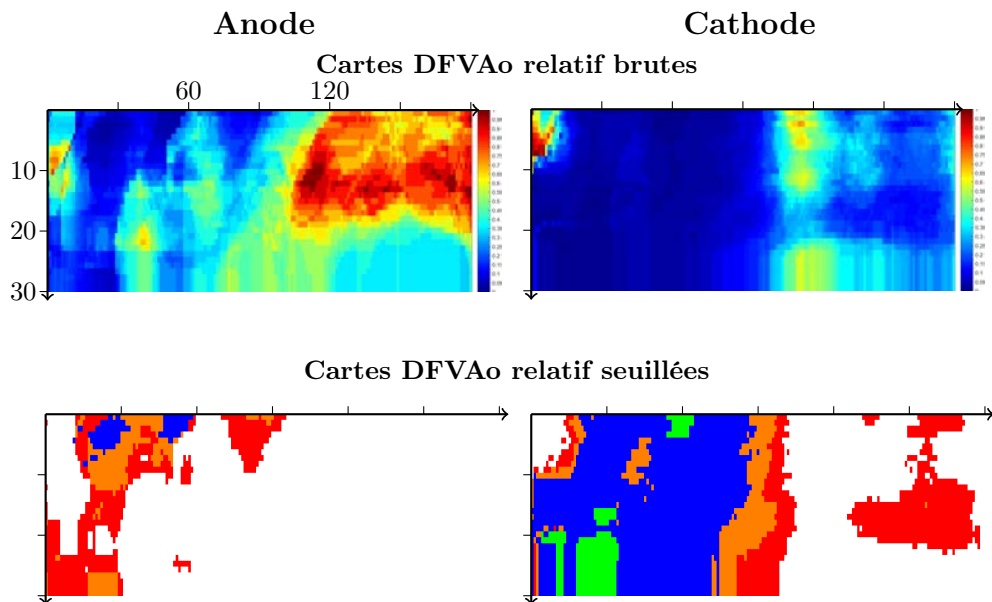 Anode Cathode
Cartes DFVAo relatif brutes
60 120
10
20
30
Cartes DFVAo relatif seuillées